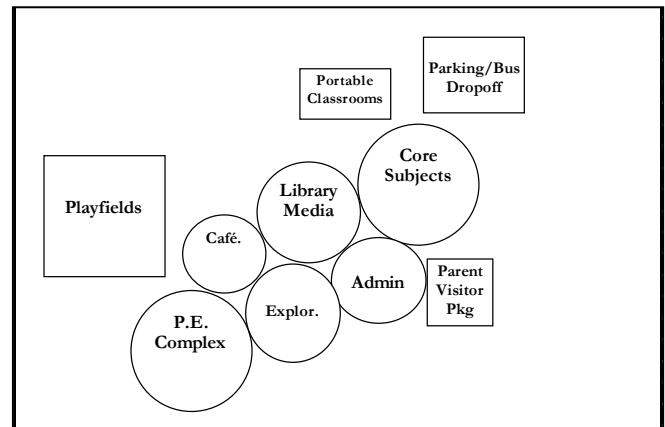 Portable
Classrooms
Parking/Bus
Dropoff
Core
Subjects
Library
Media
Playfields
Café.
Admin
Parent
Visitor
Pkg
Explor.
P.E.
Complex